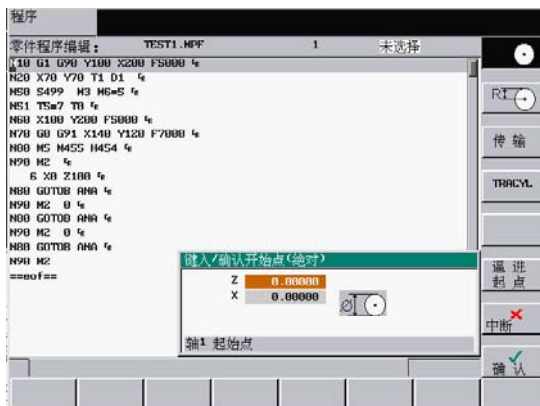 程序
零件程序编辑: TEST1.MPF 1 未选择
N10 G1 G90 Y100 X200 F5000
N20 X70 Y70 T1 D1
N50 S499 M3 M6=5
N51 TS=7 T8
N60 X100 Y200 F5000
N70 G0 G91 X140 Y120 F7000
N80 M5 M455 H454
N90 M2
6 X0 Z100
N80 GOTOB ANA
N90 M2 0
N80 GOTOB ANA
N90 M2 0
N80 GOTOB ANA
N90 M2
==eof==
键入/确认开始点(绝对)
Z 0.00000
X 0.00000
轴1 起始点
传 输
TRACYL
逼 进
起 点
中断
确 认